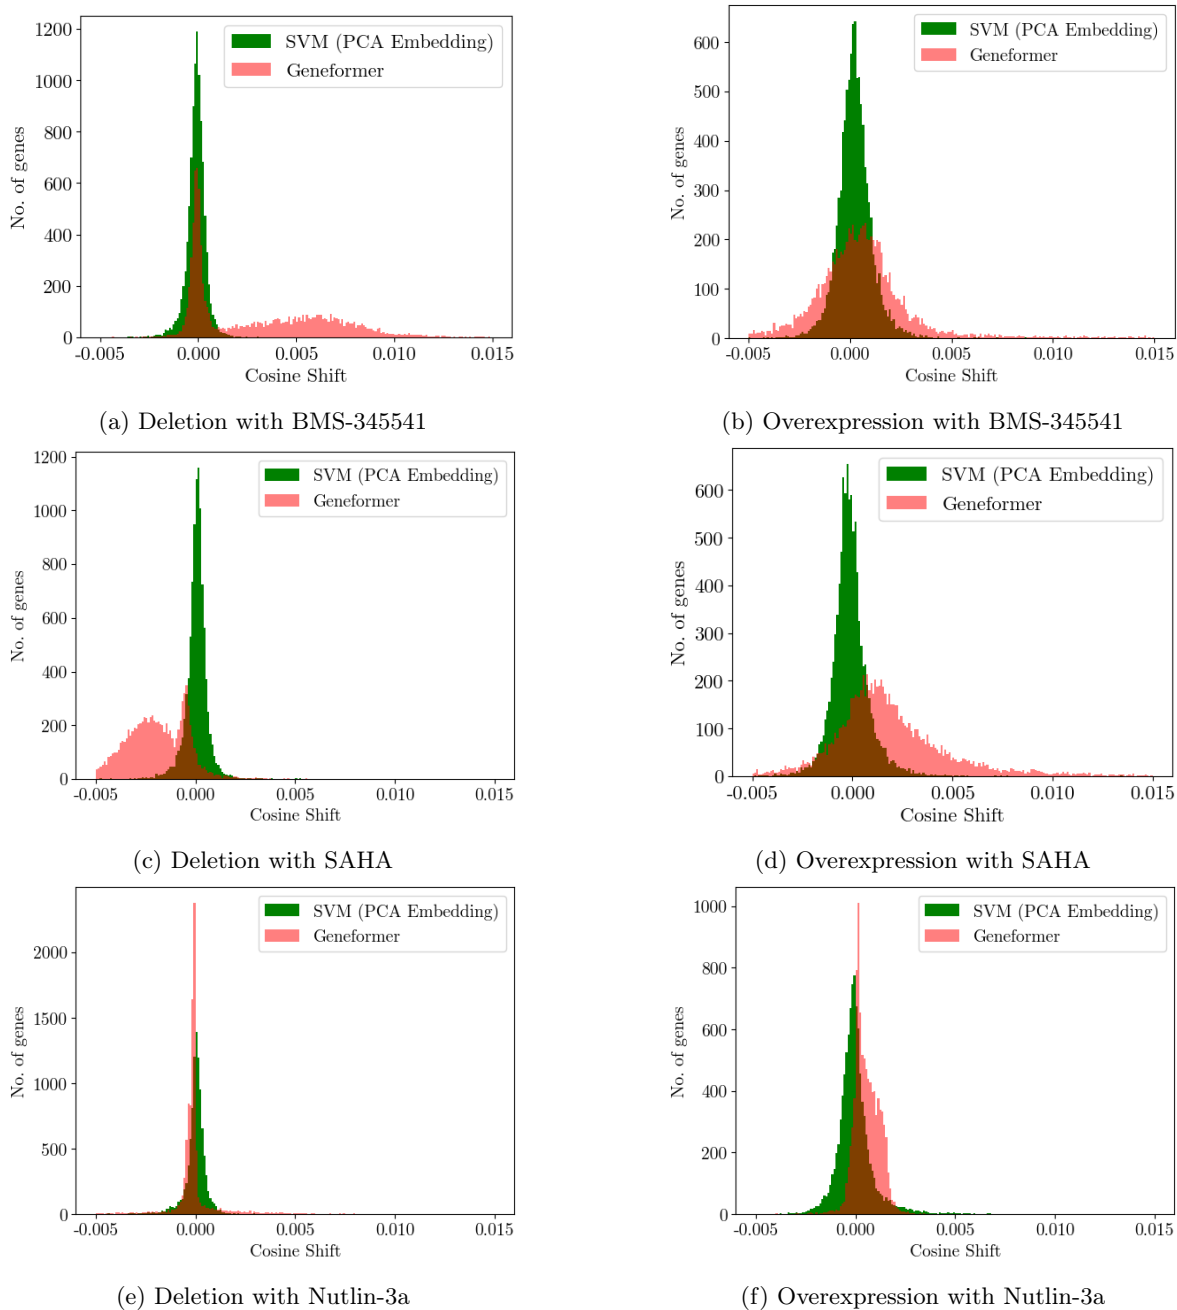 1200
1000
800
600
400
200
0
No. of genes
SVM (PCA Embedding)
Geneformer
-0.005 0.000 0.005 0.010 0.015
Cosine Shift
(a) Deletion with BMS-345541
600
500
400
300
200
100
0
No. of genes
SVM (PCA Embedding)
Geneformer
-0.005 0.000 0.005 0.010 0.015
Cosine Shift
(b) Overexpression with BMS-345541
1200
1000
800
600
400
200
0
No. of genes
SVM (PCA Embedding)
Geneformer
-0.005 0.000 0.005 0.010 0.015
Cosine Shift
(c) Deletion with SAHA
600
500
400
300
200
100
0
No. of genes
SVM (PCA Embedding)
Geneformer
-0.005 0.000 0.005 0.010 0.015
Cosine Shift
(d) Overexpression with SAHA
2000
1500
1000
500
0
No. of genes
SVM (PCA Embedding)
Geneformer
-0.005 0.000 0.005 0.010 0.015
Cosine Shift
(e) Deletion with Nutlin-3a
1000
800
600
400
200
0
No. of genes
SVM (PCA Embedding)
Geneformer
-0.005 0.000 0.005 0.010 0.015
Cosine Shift
(f) Overexpression with Nutlin-3a